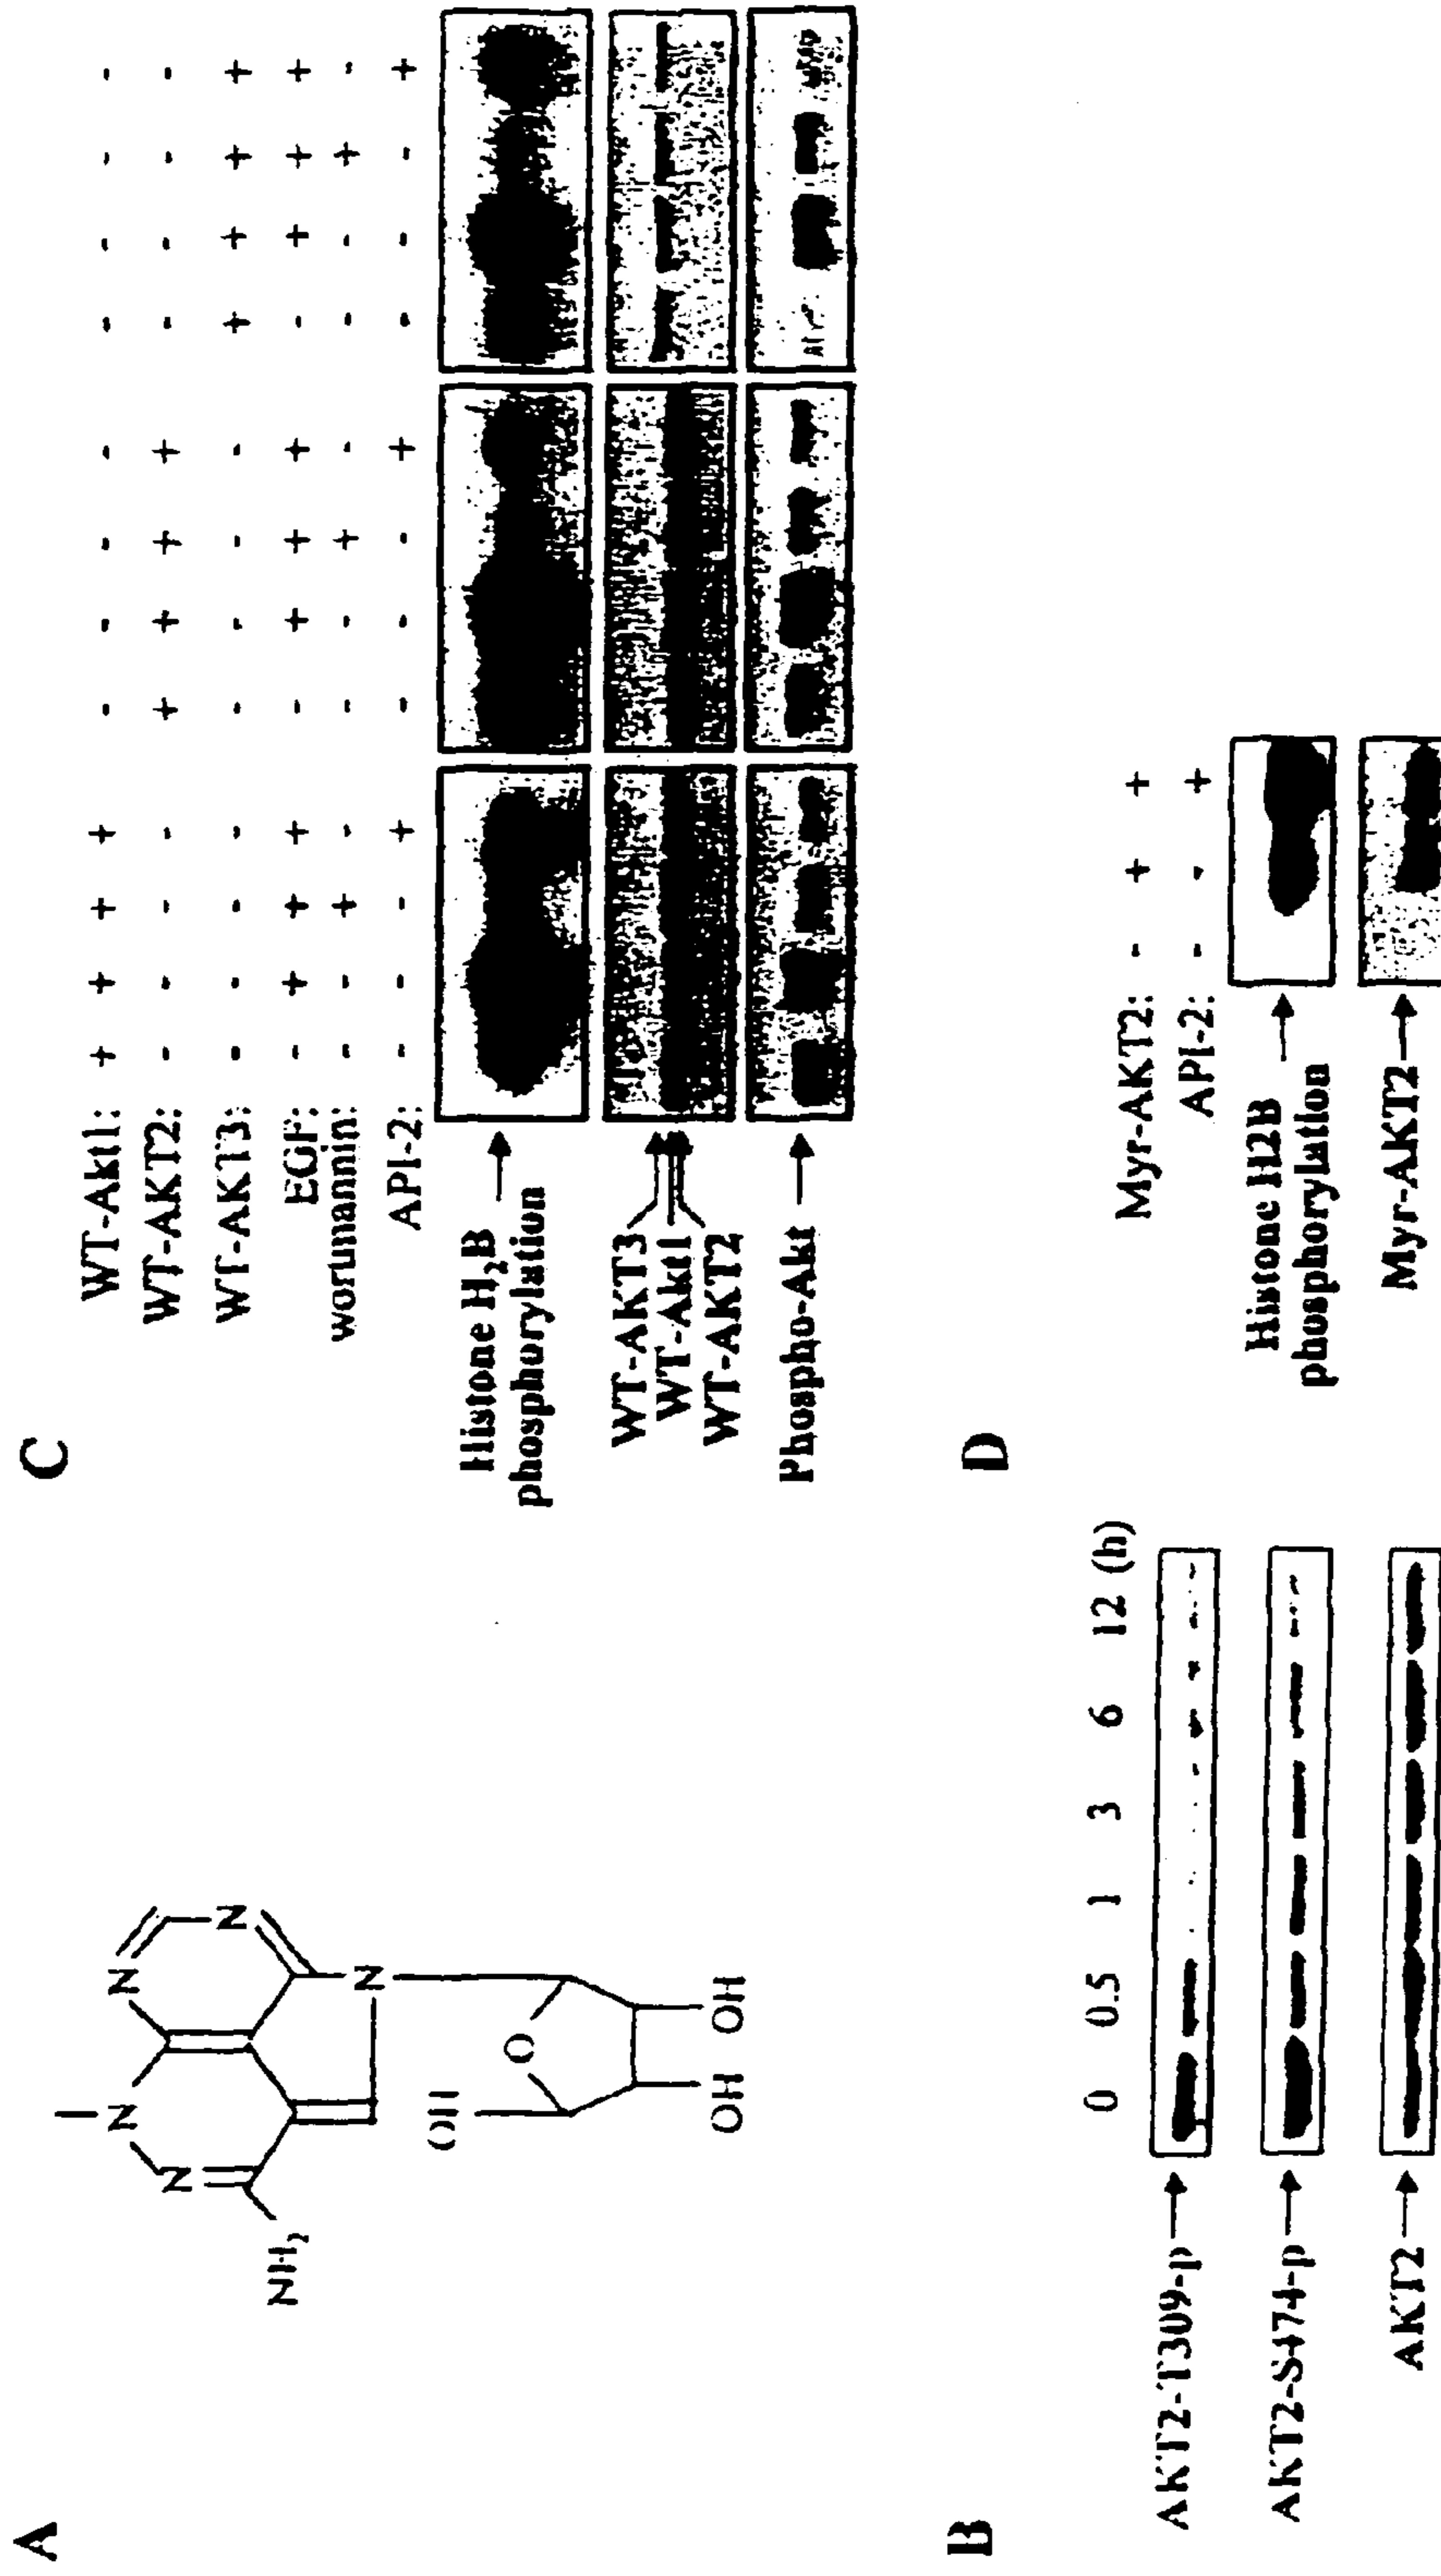 A
N
N
N
N
NH₂
N
OH
O
OH
OH
B
0 0.5 1 3 6 12 (h)
AKT2-T309-p
AKT2-S474-p
AKT2
C
WT-Akt1: + + + + - - - - - - - -
WT-AKT2: - - - - + + + + - - - -
WT-AKT3: - - - - - - - - + + + +
EGF: - + + + - + + + - + + +
wortmannin: - - + - - - + - - - + -
API-2: - - - + - - - + - - - +
Histone H₂B
phosphorylation
WT-AKT3
WT-Akt1
WT-AKT2
Phospho-Akt
D
Myr-AKT2: - + +
API-2: - - +
Histone H2B
phosphorylation
Myr-AKT2